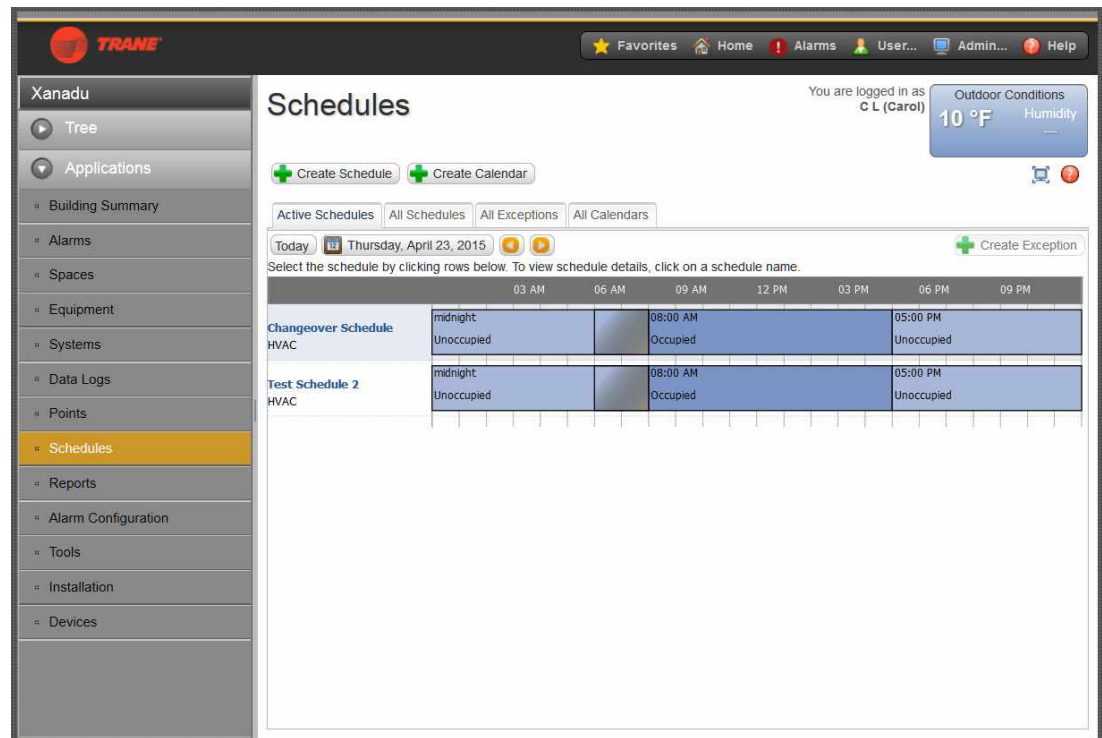 TRANE
Favorites Home Alarms User... Admin... Help
Xanadu
Tree
Applications
Building Summary
Alarms
Spaces
Equipment
Systems
Data Logs
Points
Schedules
Reports
Alarm Configuration
Tools
Installation
Devices
Schedules
You are logged in as
C L (Carol)
Outdoor Conditions
10 °F Humidity
—
Create Schedule Create Calendar
Active Schedules All Schedules All Exceptions All Calendars
Today 12 Thursday, April 23, 2015 Create Exception
Select the schedule by clicking rows below. To view schedule details, click on a schedule name.
03 AM 06 AM 09 AM 12 PM 03 PM 06 PM 09 PM
Changeover Schedule
HVAC
midnight 08:00 AM 05:00 PM
Unoccupied Occupied Unoccupied
Test Schedule 2
HVAC
midnight 08:00 AM 05:00 PM
Unoccupied Occupied Unoccupied